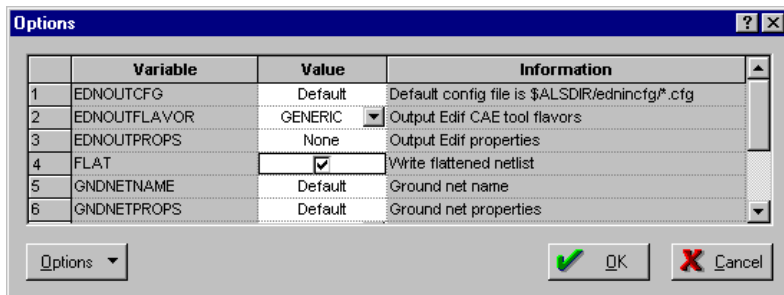 Options
Variable Value Information
1 EDNOUTCFG Default Default config file is $ALSDIR/ednincfg/*.cfg
2 EDNOUTFLAVOR GENERIC Output Edif CAE tool flavors
3 EDNOUTPROPS None Output Edif properties
4 FLAT Write flattened netlist
5 GNDNETNAME Default Ground net name
6 GNDNETPROPS Default Ground net properties
Options OK Cancel